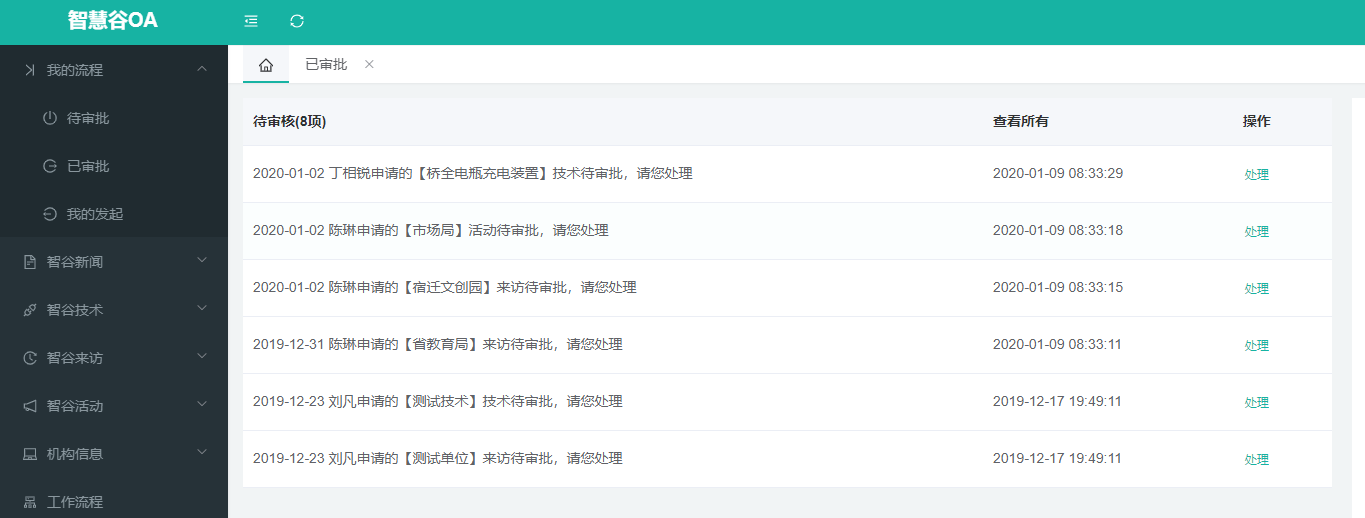 智慧谷OA
我的流程
待审批
已审批
我的发起
智谷新闻
智谷技术
智谷来访
智谷活动
机构信息
工作流程
已审批
待审核(8项) 查看所有 操作
2020-01-02 丁相锐申请的【桥全电瓶充电装置】技术待审批，请您处理 2020-01-09 08:33:29 处理
2020-01-02 陈琳申请的【市场局】活动待审批，请您处理 2020-01-09 08:33:18 处理
2020-01-02 陈琳申请的【宿迁文创园】来访待审批，请您处理 2020-01-09 08:33:15 处理
2019-12-31 陈琳申请的【省教育局】来访待审批，请您处理 2020-01-09 08:33:11 处理
2019-12-23 刘凡申请的【测试技术】技术待审批，请您处理 2019-12-17 19:49:11 处理
2019-12-23 刘凡申请的【测试单位】来访待审批，请您处理 2019-12-17 19:49:11 处理